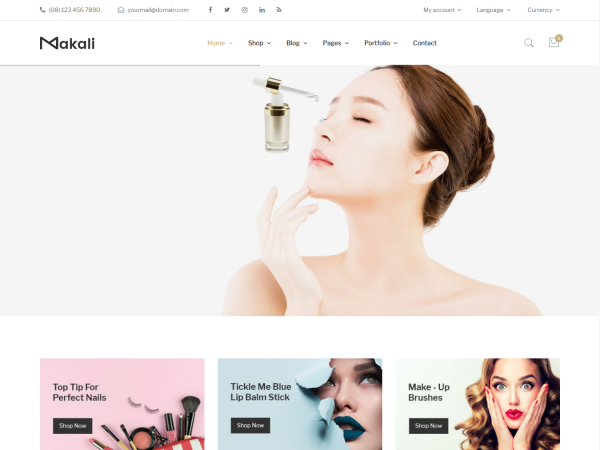 (08) 123 456 7890 yourmail@domain.com My account Language Currency
Makali Home Shop Blog Pages Portfolio Contact 0
Top Tip For
Perfect Nails
Shop Now
Tickle Me Blue
Lip Balm Stick
Shop Now
Make - Up
Brushes
Shop Now